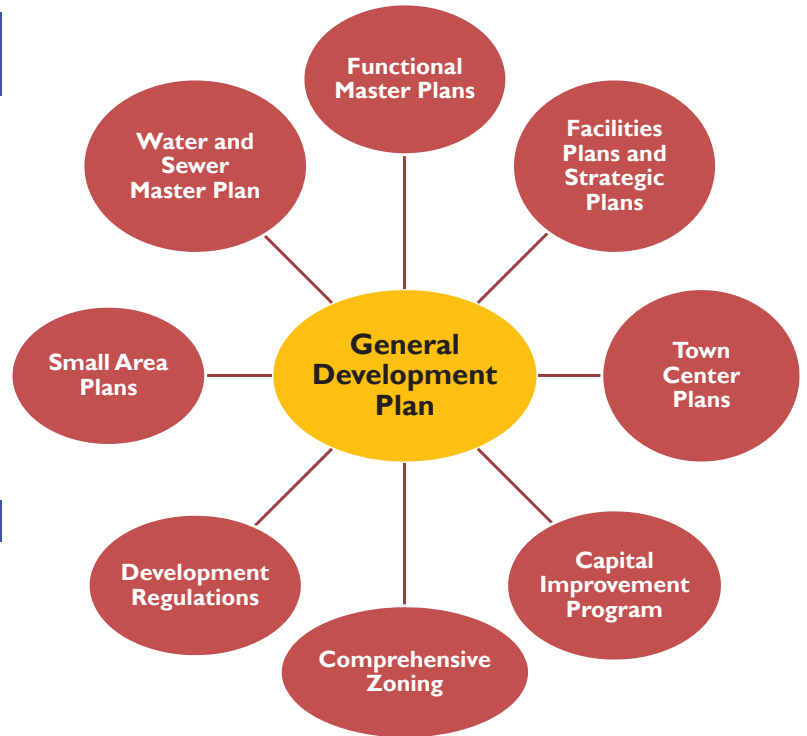 Functional
Master Plans
Water and
Sewer
Master Plan
Facilities
Plans and
Strategic
Plans
General
Development
Plan
Small Area
Plans
Town
Center
Plans
Development
Regulations
Capital
Improvement
Program
Comprehensive
Zoning